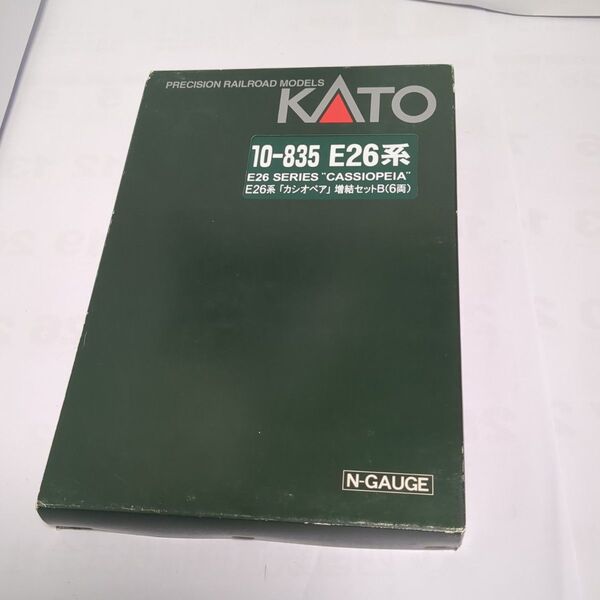 PRECISION RAILROAD MODELS
KATO
10-835 E26系
E26 SERIES "CASSIOPEIA"
E26系「カシオペア」増結セットB(6両)
N-GAUGE